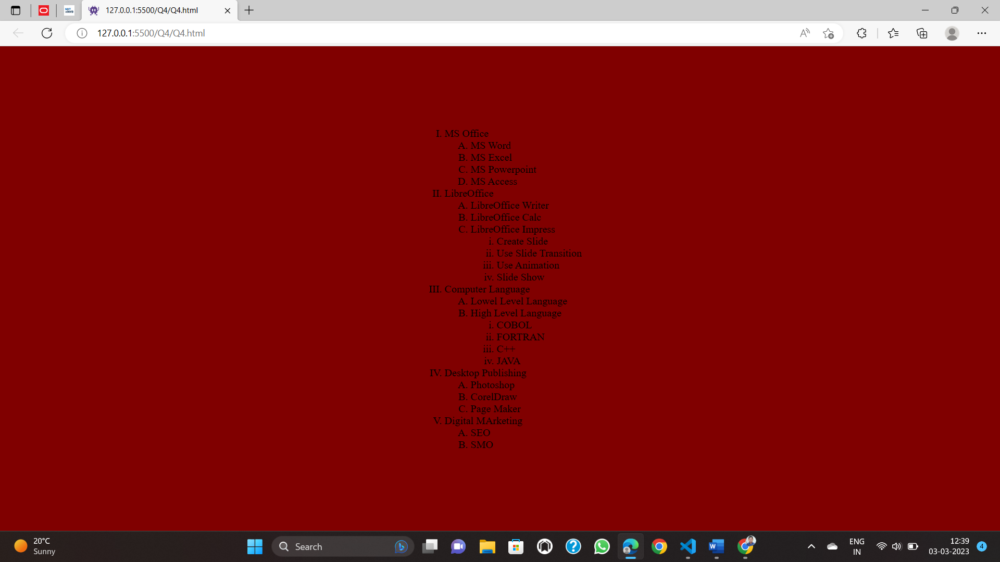 127.0.0.1:5500/Q4/Q4.html
127.0.0.1:5500/Q4/Q4.html
I. MS Office
A. MS Word
B. MS Excel
C. MS Powerpoint
D. MS Access
II. LibreOffice
A. LibreOffice Writer
B. LibreOffice Calc
C. LibreOffice Impress
i. Create Slide
ii. Use Slide Transition
iii. Use Animation
iv. Slide Show
III. Computer Language
A. Lowel Level Language
B. High Level Language
i. COBOL
ii. FORTRAN
iii. C++
iv. JAVA
IV. Desktop Publishing
A. Photoshop
B. CorelDraw
C. Page Maker
V. Digital MArketing
A. SEO
B. SMO
20°C
Sunny
Search
ENG
IN
12:39
03-03-2023
4